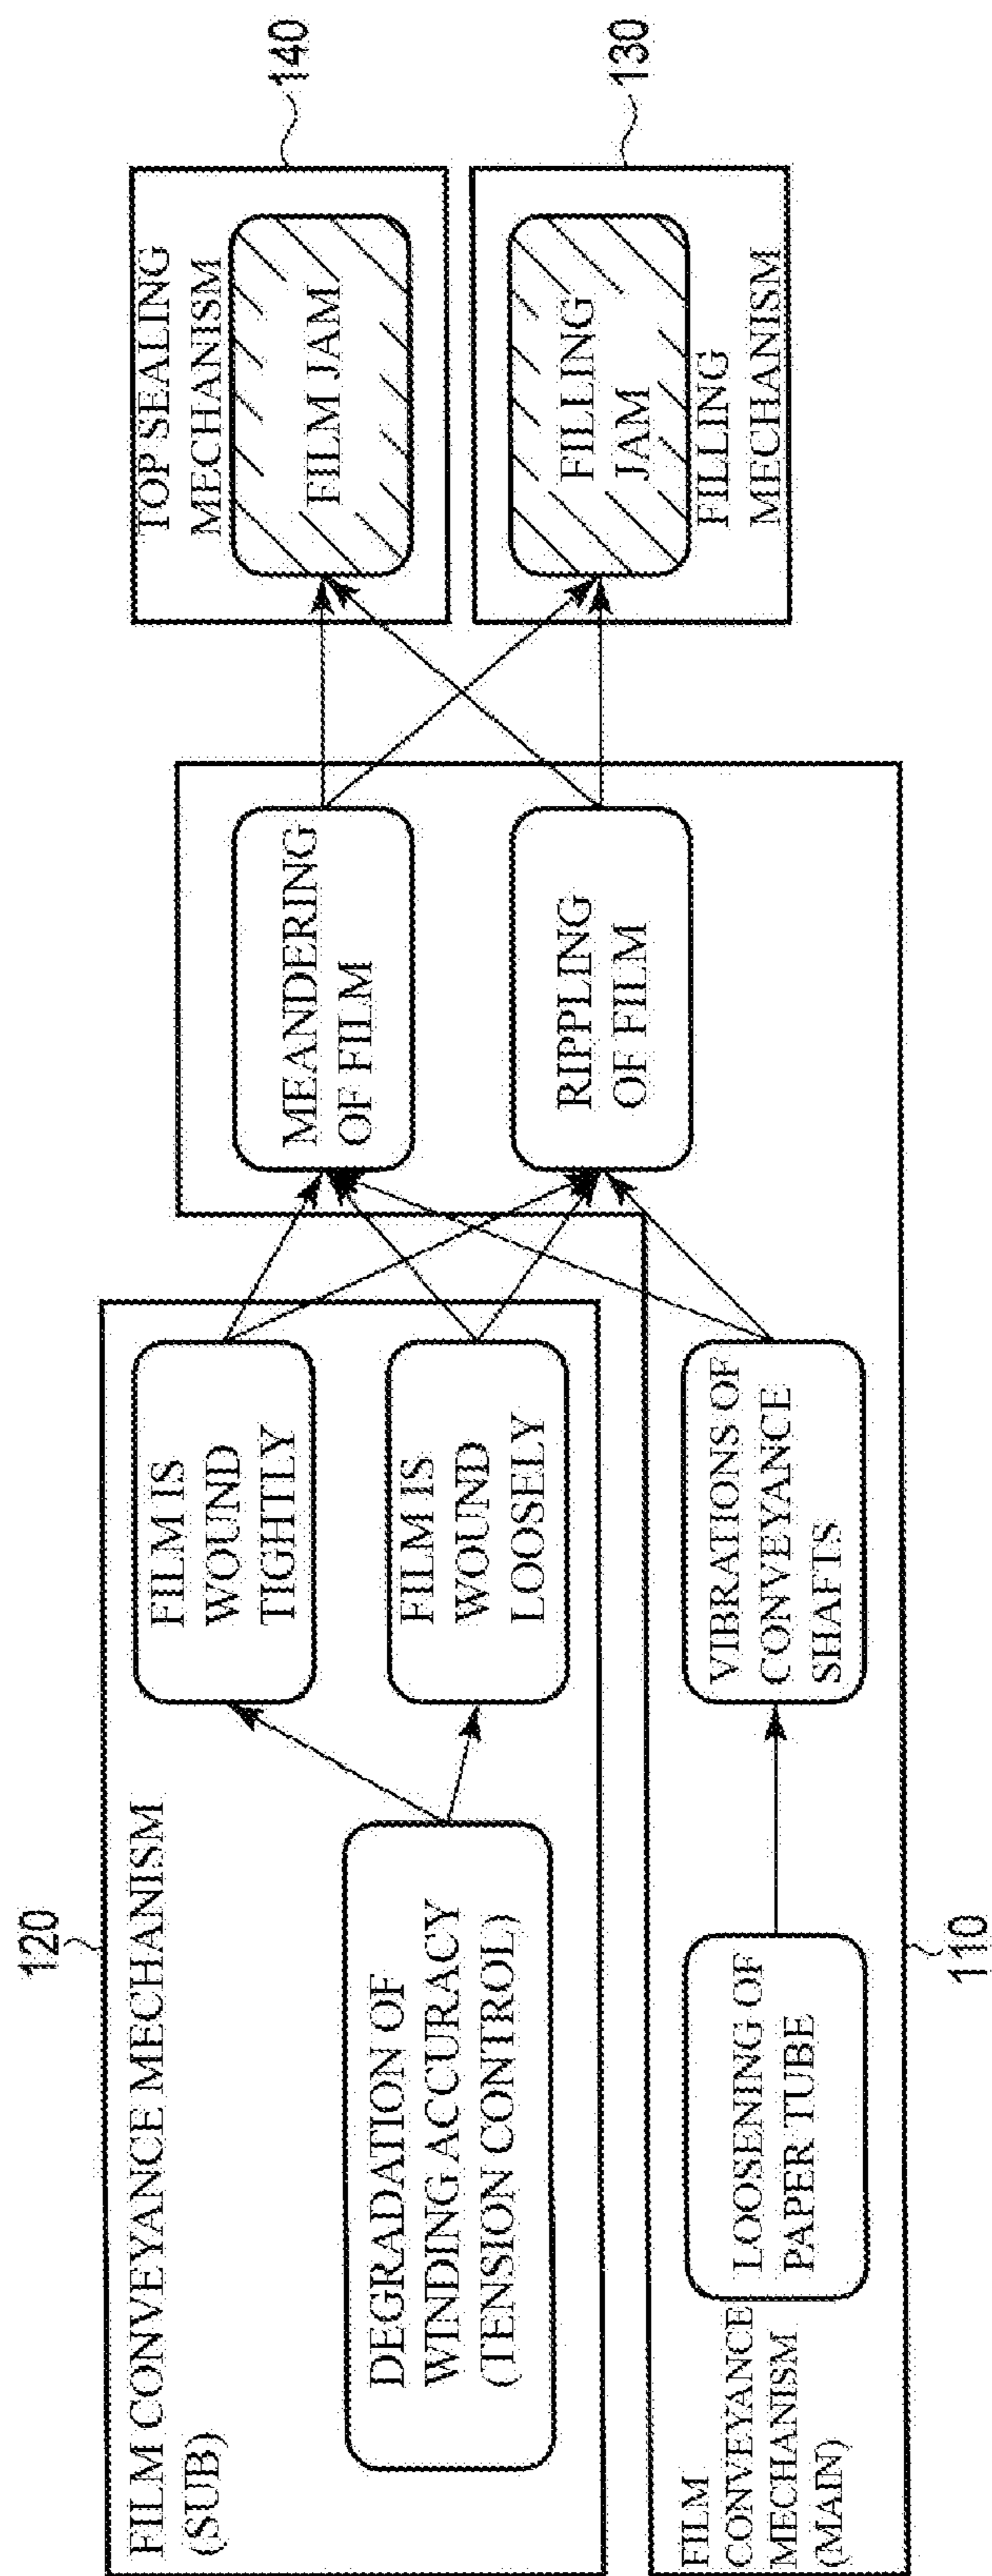 120
FILM CONVEYANCE MECHANISM
(SUB)
DEGRADATION OF
WINDING ACCURACY
(TENSION CONTROL)
FILM IS
WOUND
TIGHTLY
FILM IS
WOUND
LOOSELY
FILM
CONVEYANCE
MECHANISM
(MAIN)
LOOSENING OF
PAPER TUBE
VIBRATIONS OF
CONVEYANCE
SHAFTS
110
MEANDERING
OF FILM
RIPPLING
OF FILM
TOP SEALING
MECHANISM
FILM JAM
140
FILLING
JAM
FILLING
MECHANISM
130